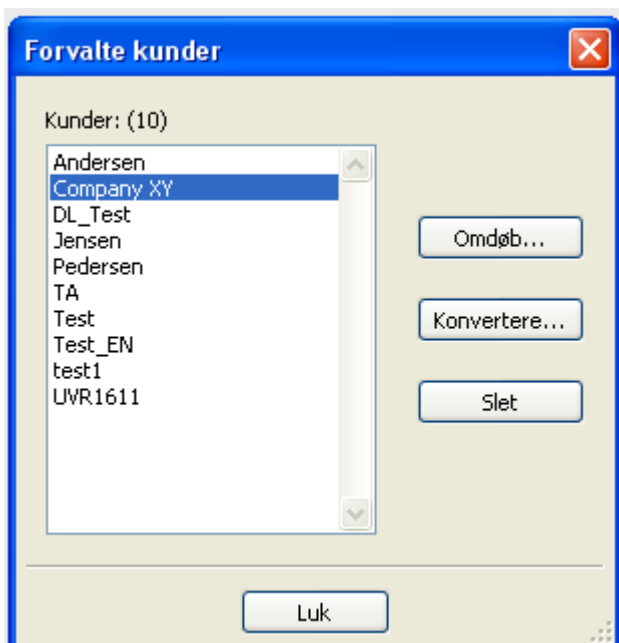 Forvalte kunder
Kunder: (10)
Andersen
Company XY
DL_Test
Jensen
Pedersen
TA
Test
Test_EN
test1
UVR1611
Omdøb...
Konvertere...
Slet
Luk